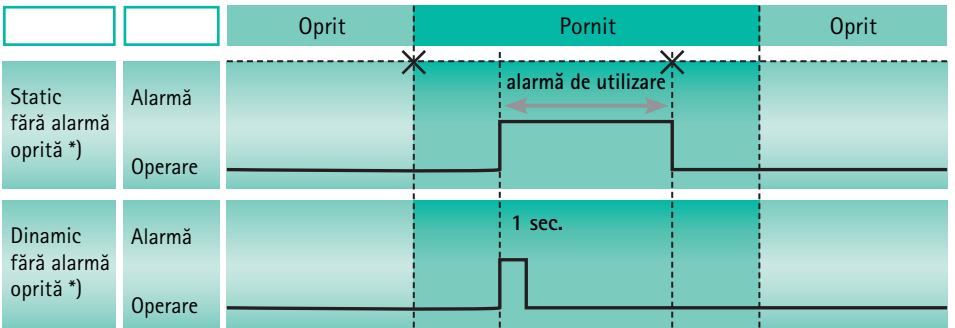 Oprit Pornit Oprit
alarmă de utilizare
Static
fără alarmă
oprită *)
Alarmă
Operare
1 sec.
Dinamic
fără alarmă
oprită *)
Alarmă
Operare